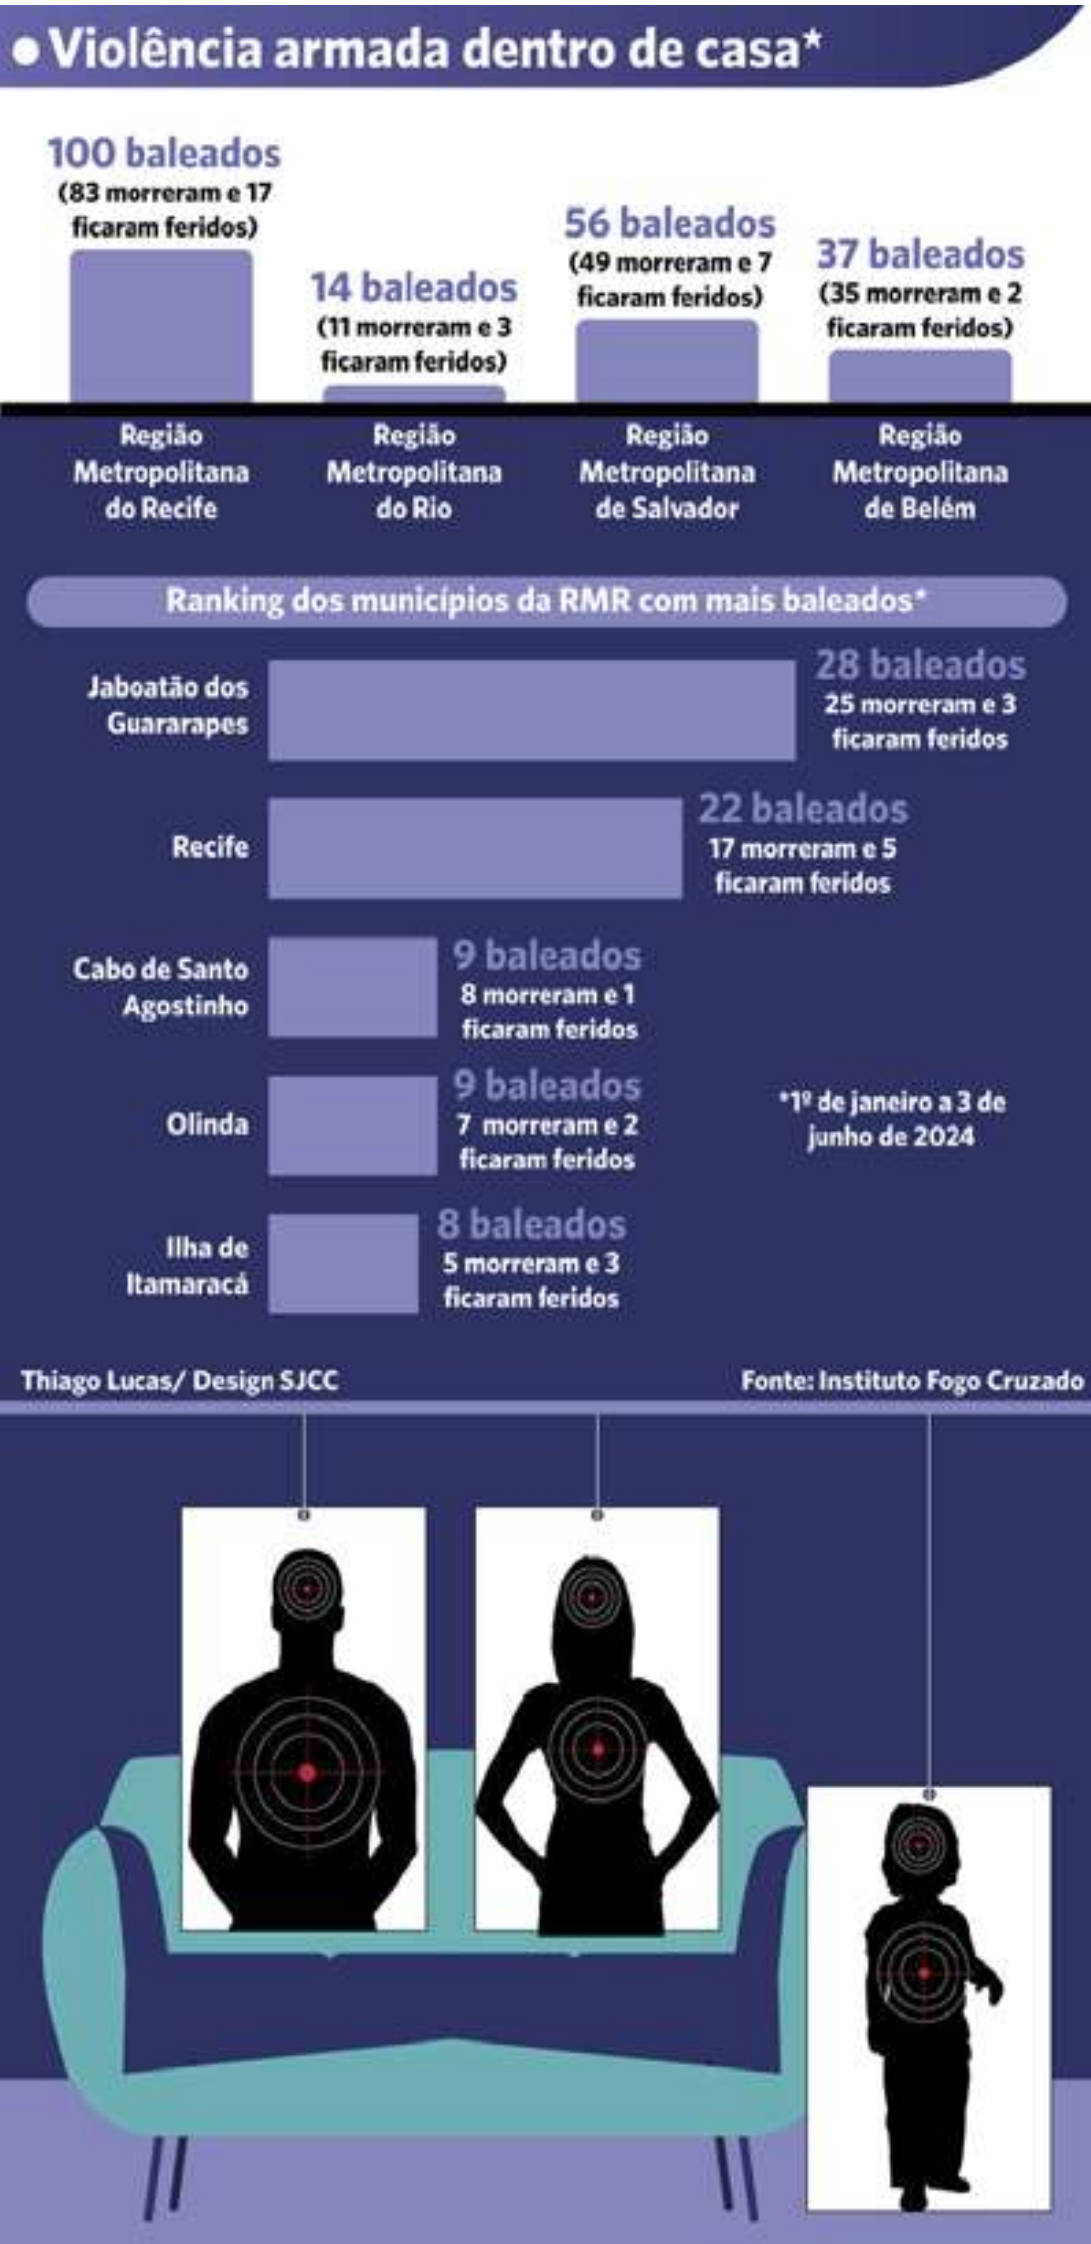 • Violência armada dentro de casa*
100 baleados
(83 morreram e 17
ficaram feridos)
14 baleados
(11 morreram e 3
ficaram feridos)
56 baleados
(49 morreram e 7
ficaram feridos)
37 baleados
(35 morreram e 2
ficaram feridos)
Região
Metropolitana
do Recife
Região
Metropolitana
do Rio
Região
Metropolitana
de Salvador
Região
Metropolitana
de Belém
Ranking dos municípios da RMR com mais baleados*
Jaboatão dos
Guararapes
28 baleados
25 morreram e 3
ficaram feridos
Recife
22 baleados
17 morreram e 5
ficaram feridos
Cabo de Santo
Agostinho
9 baleados
8 morreram e 1
ficaram feridos
Olinda
9 baleados
7 morreram e 2
ficaram feridos
*1º de janeiro a 3 de
junho de 2024
Ilha de
Itamaracá
8 baleados
5 morreram e 3
ficaram feridos
Thiago Lucas/ Design SJCC
Fonte: Instituto Fogo Cruzado